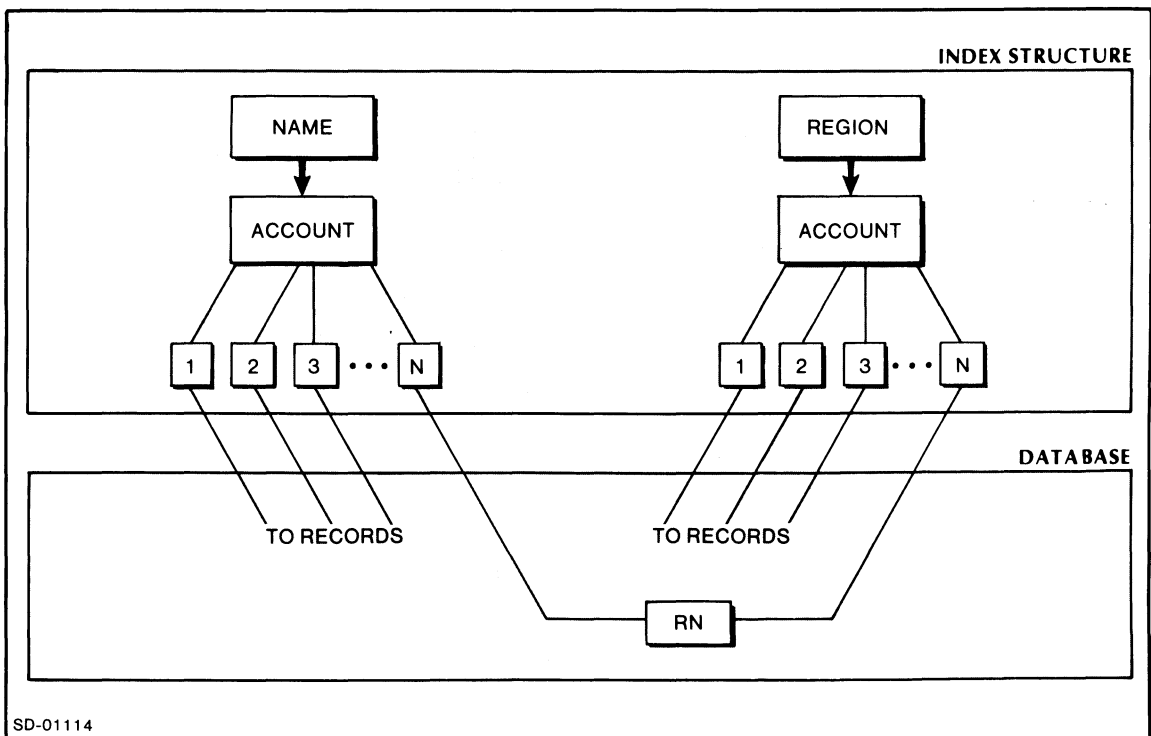 INDEX STRUCTURE
NAME REGION
ACCOUNT ACCOUNT
1 2 3 ••• N 1 2 3 ••• N
DATABASE
TO RECORDS TO RECORDS
RN
SD-01114